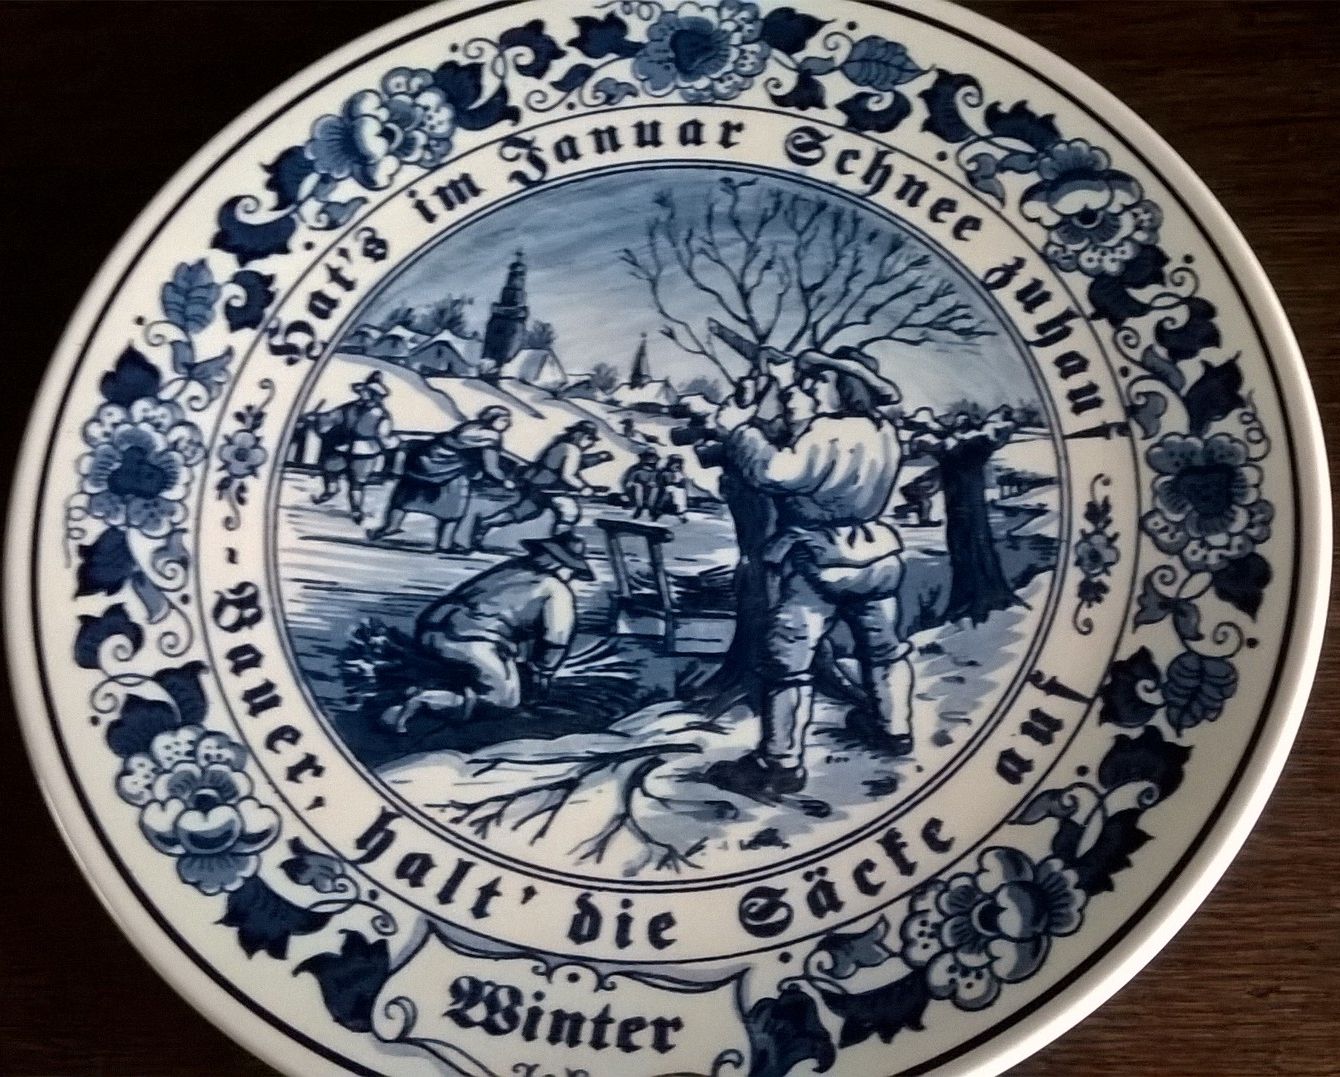 Hat's im Januar Schnee zuhauf
~ Bauer, halt' die Säcke auf
Winter